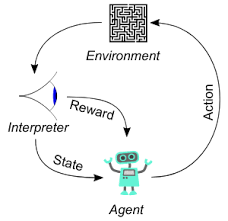 Environment
Reward
Action
Interpreter
State
Agent